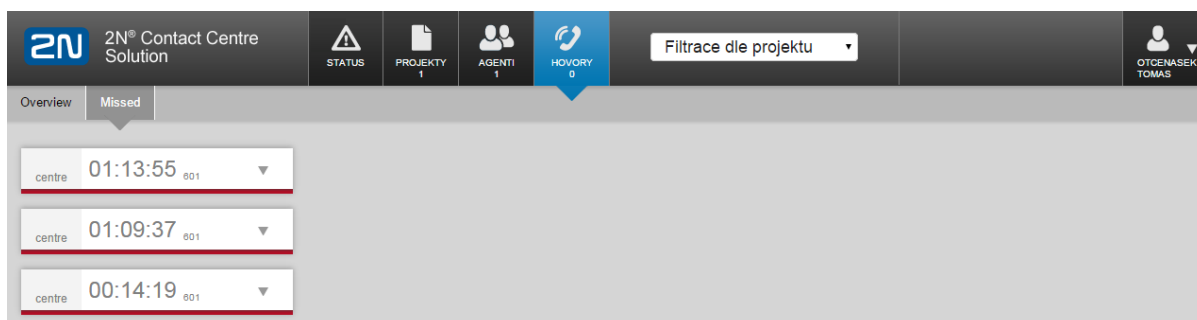 2N
2N® Contact Centre
Solution
STATUS
PROJEKTY
1
AGENTI
1
HOVORY
0
Filtrace dle projektu
OTCENASEK
TOMAS
Overview
Missed
centre 01:13:55 601
centre 01:09:37 601
centre 00:14:19 601